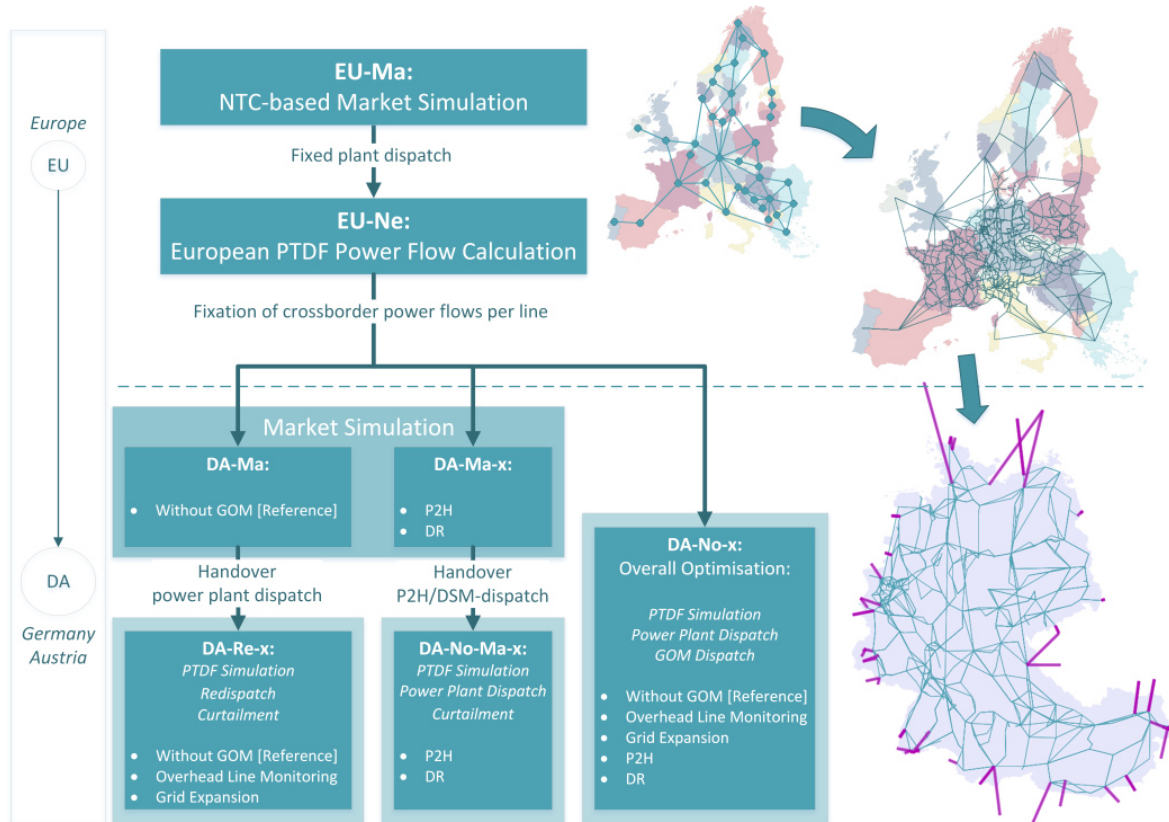 EU-Ma:
NTC-based Market Simulation
Europe
EU
Fixed plant dispatch
EU-Ne:
European PTDF Power Flow Calculation
Fixation of crossborder power flows per line
Market Simulation
DA-Ma:
• Without GOM [Reference]
DA-Ma-x:
• P2H
• DR
DA
Germany
Austria
Handover
power plant dispatch
Handover
P2H/DSM-dispatch
DA-Re-x:
PTDF Simulation
Redispatch
Curtailment
• Without GOM [Reference]
• Overhead Line Monitoring
• Grid Expansion
DA-No-Ma-x:
PTDF Simulation
Power Plant Dispatch
Curtailment
• P2H
• DR
DA-No-x:
Overall Optimisation:
PTDF Simulation
Power Plant Dispatch
GOM Dispatch
• Without GOM [Reference]
• Overhead Line Monitoring
• Grid Expansion
• P2H
• DR